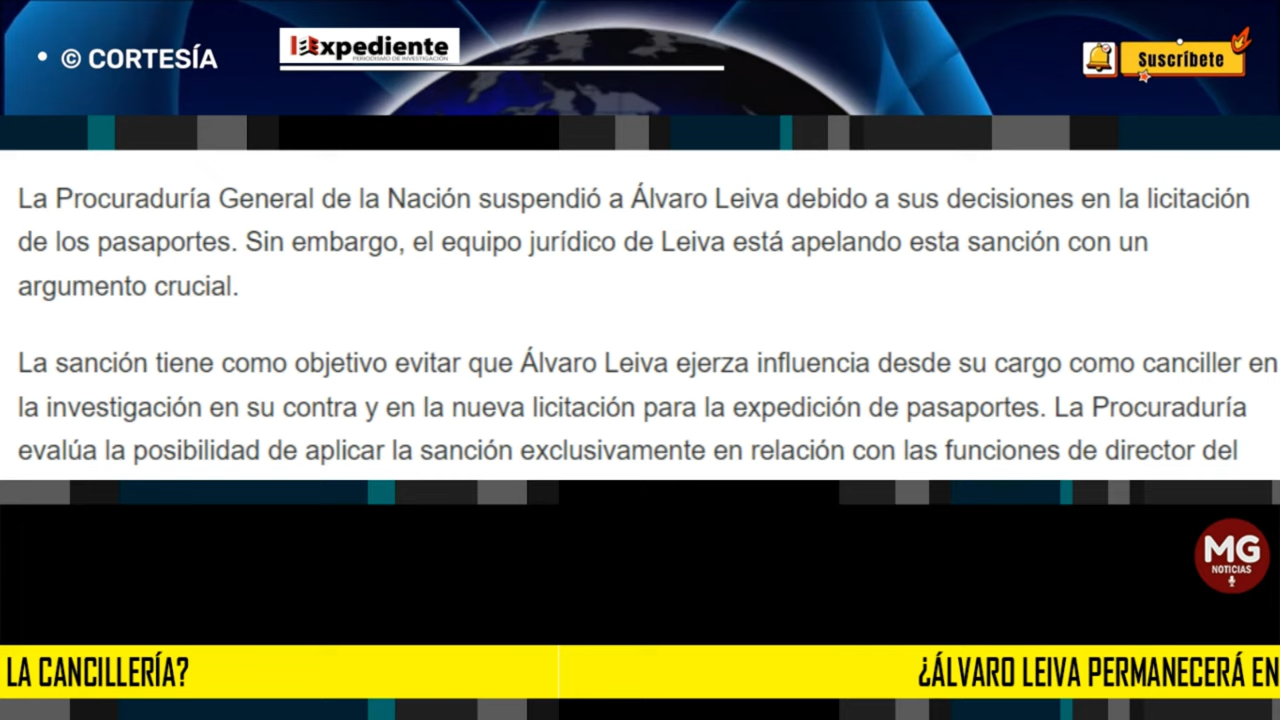 © CORTESÍA
Expediente
PERIODISMO DE INVESTIGACIÓN
Suscríbete
La Procuraduría General de la Nación suspendió a Álvaro Leiva debido a sus decisiones en la licitación
de los pasaportes. Sin embargo, el equipo jurídico de Leiva está apelando esta sanción con un
argumento crucial.
La sanción tiene como objetivo evitar que Álvaro Leiva ejerza influencia desde su cargo como canciller en
la investigación en su contra y en la nueva licitación para la expedición de pasaportes. La Procuraduría
evalúa la posibilidad de aplicar la sanción exclusivamente en relación con las funciones de director del
MG
NOTICIAS
LA CANCILLERÍA?
¿ÁLVARO LEIVA PERMANECERÁ EN